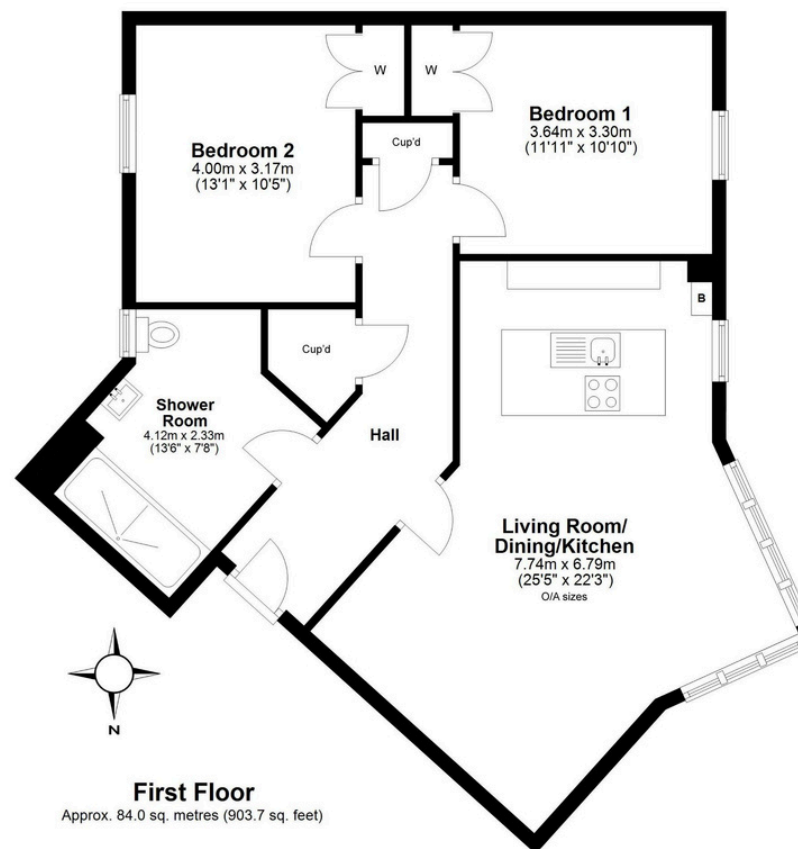 W
W
Cup'd
Bedroom 1
3.64m x 3.30m
(11'11" x 10'10")
Bedroom 2
4.00m x 3.17m
(13'1" x 10'5")
B
Cup'd
Shower
Room
4.12m x 2.33m
(13'6" x 7'8")
Hall
Living Room/
Dining/Kitchen
7.74m x 6.79m
(25'5" x 22'3")
O/A sizes
N
First Floor
Approx. 84.0 sq. metres (903.7 sq. feet)